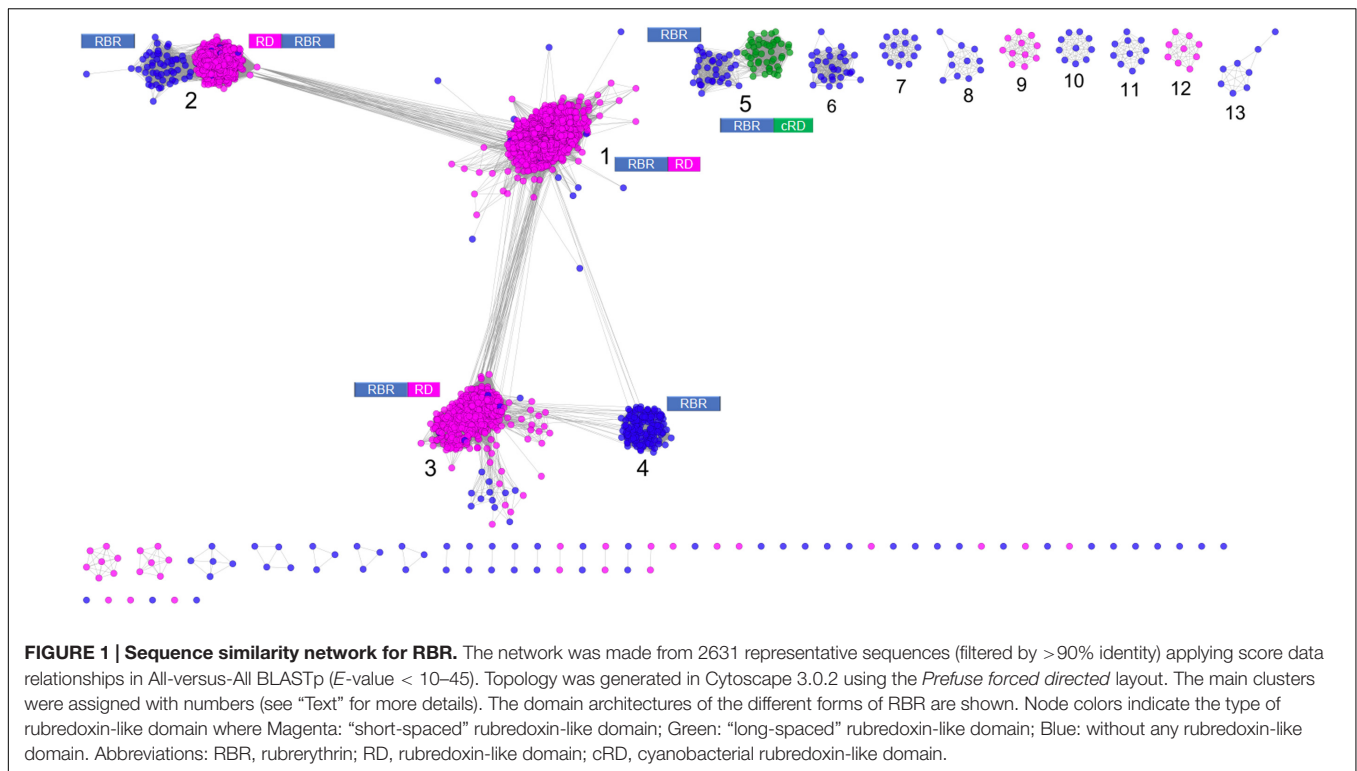 RBR RD RBR RBR
2 5 6 7 8 9 10 11 12 13
RBR cRD
1 RBR RD
RBR RD RBR
3 4
FIGURE 1 | Sequence similarity network for RBR. The network was made from 2631 representative sequences (filtered by >90% identity) applying score data
relationships in All-versus-All BLASTp (E-value < 10–45). Topology was generated in Cytoscape 3.0.2 using the Prefuse forced directed layout. The main clusters
were assigned with numbers (see “Text” for more details). The domain architectures of the different forms of RBR are shown. Node colors indicate the type of
rubredoxin-like domain where Magenta: “short-spaced” rubredoxin-like domain; Green: “long-spaced” rubredoxin-like domain; Blue: without any rubredoxin-like
domain. Abbreviations: RBR, rubrerythrin; RD, rubredoxin-like domain; cRD, cyanobacterial rubredoxin-like domain.